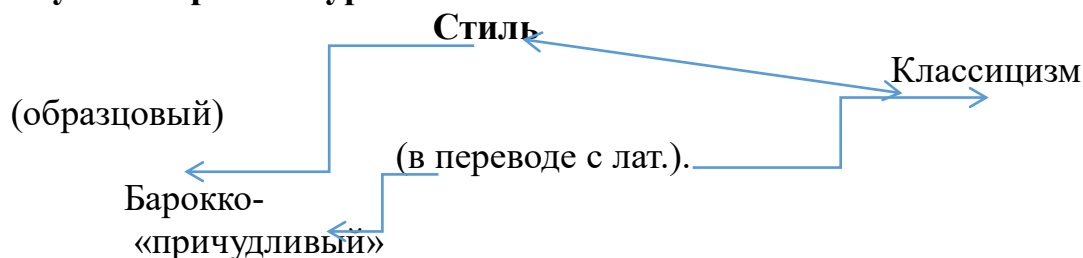 Стиль
Классицизм
(образцовый)
(в переводе с лат.).
Барокко-
«причудливый»